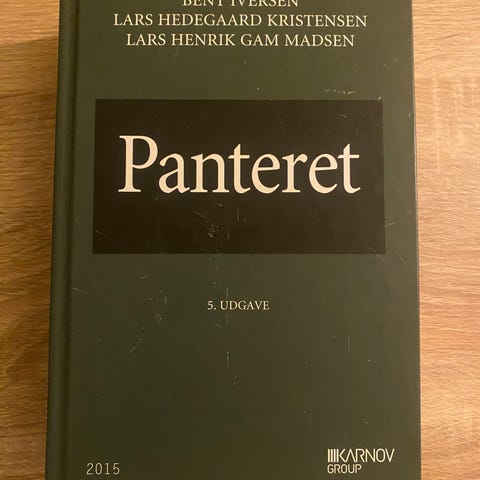 BENT IVERSEN
LARS HEDEGAARD KRISTENSEN
LARS HENRIK GAM MADSEN
Panteret
5. UDGAVE
2015
KARNOV
GROUP